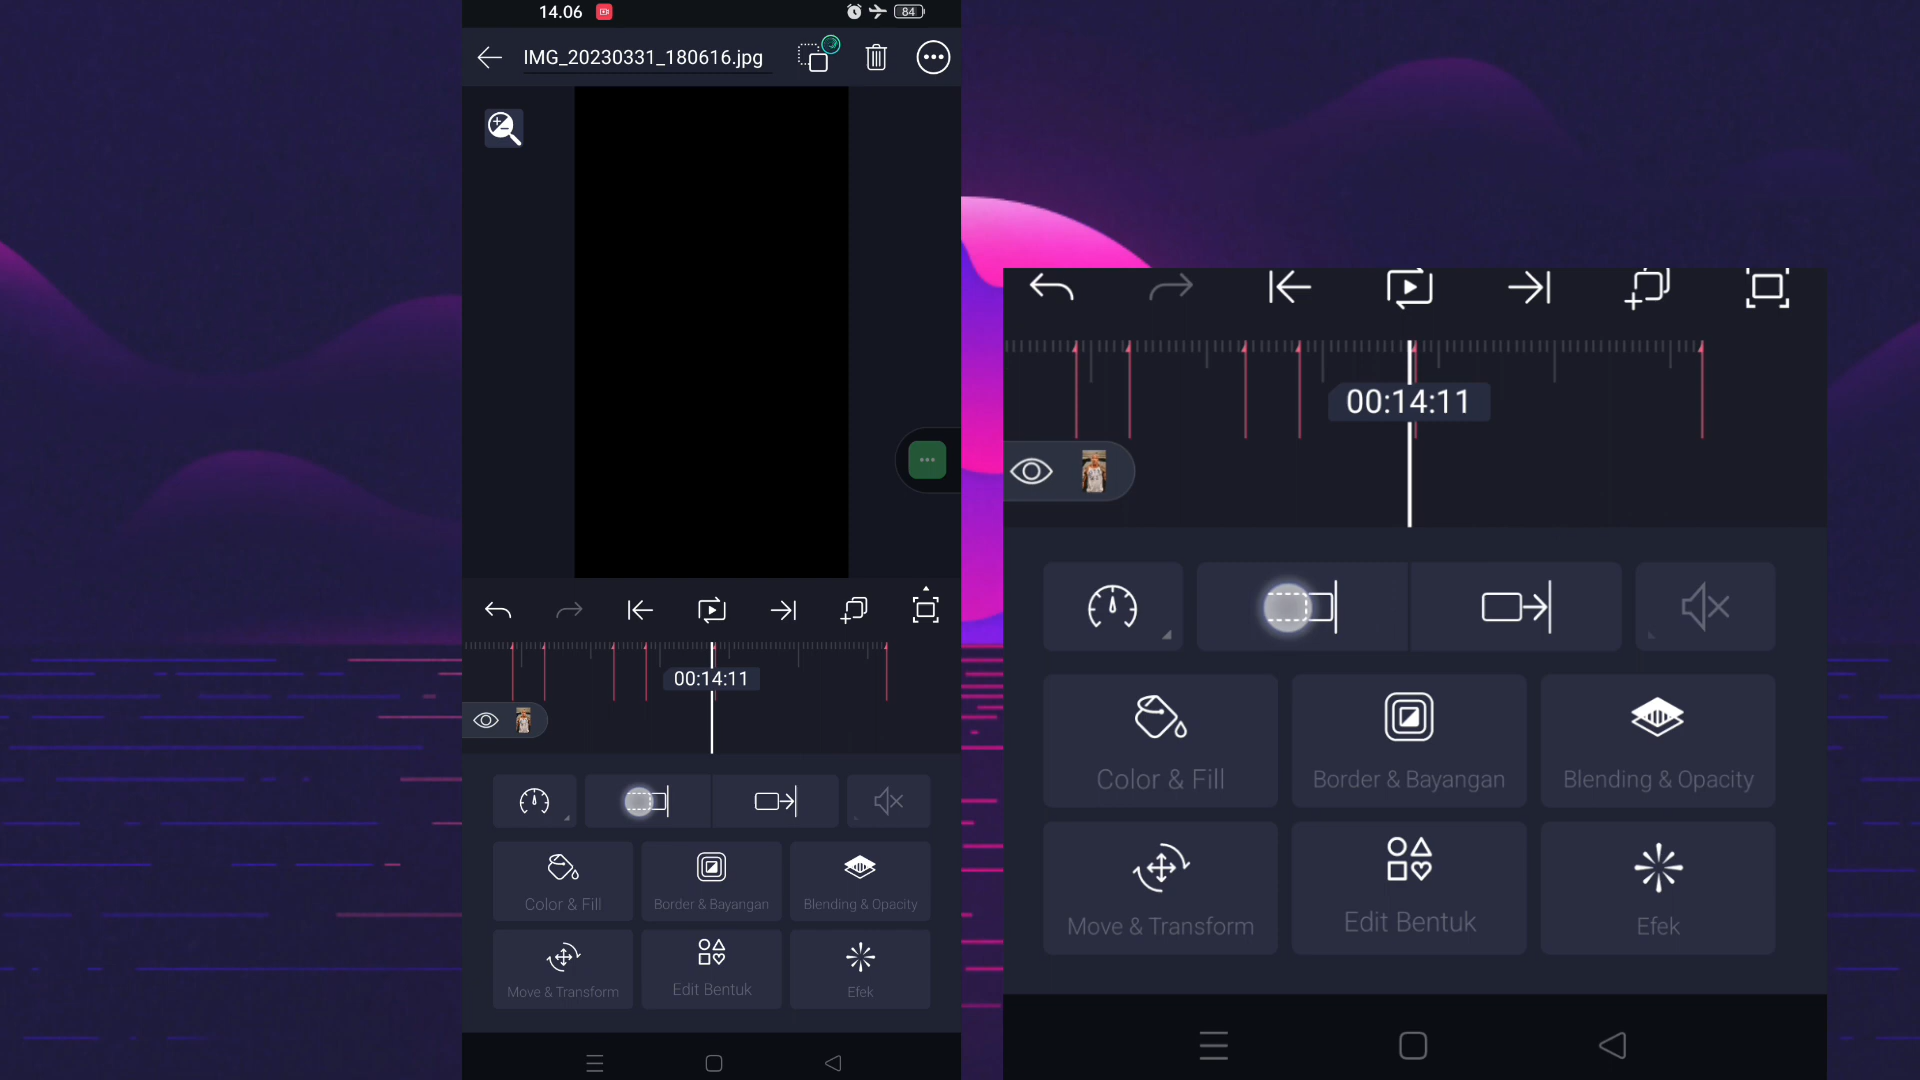 14.06
84
IMG_20230331_180616.jpg
00:14:11
Color & Fill
Border & Bayangan
Blending & Opacity
Move & Transform
Edit Bentuk
Efek
00:14:11
Color & Fill
Border & Bayangan
Blending & Opacity
Move & Transform
Edit Bentuk
Efek